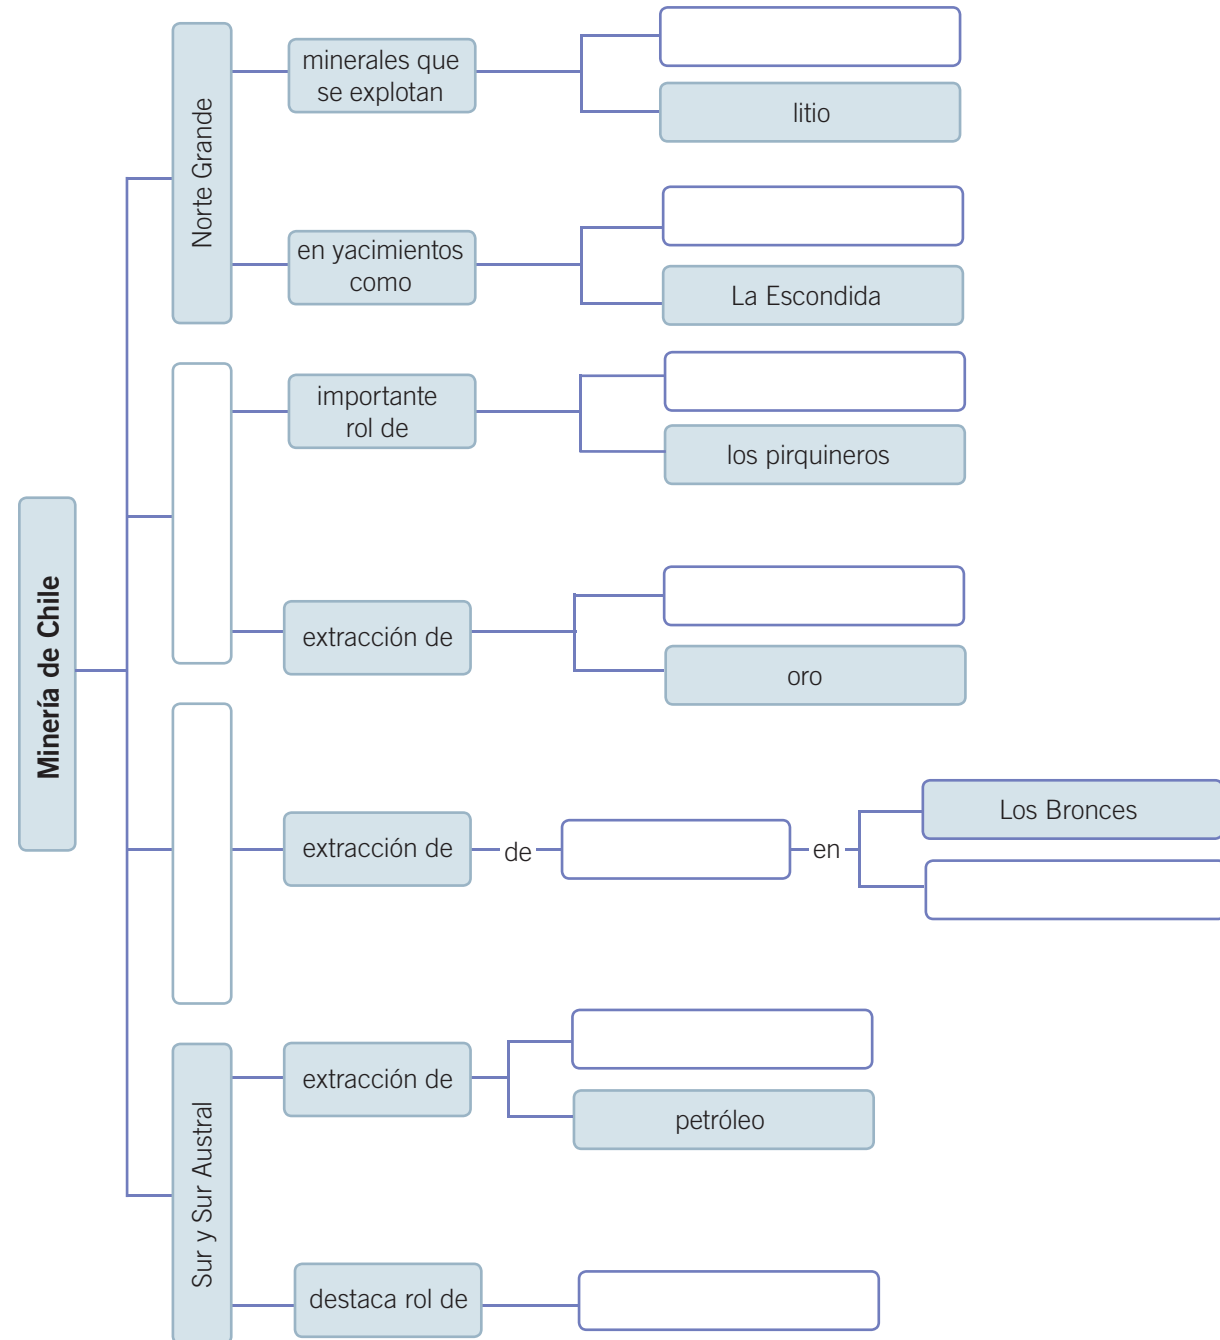 Minería de Chile
Norte Grande
minerales que
se explotan
litio
en yacimientos
como
La Escondida
importante
rol de
los pirquineros
extracción de
oro
extracción de
de
en
Los Bronces
Sur y Sur Austral
extracción de
petróleo
destaca rol de